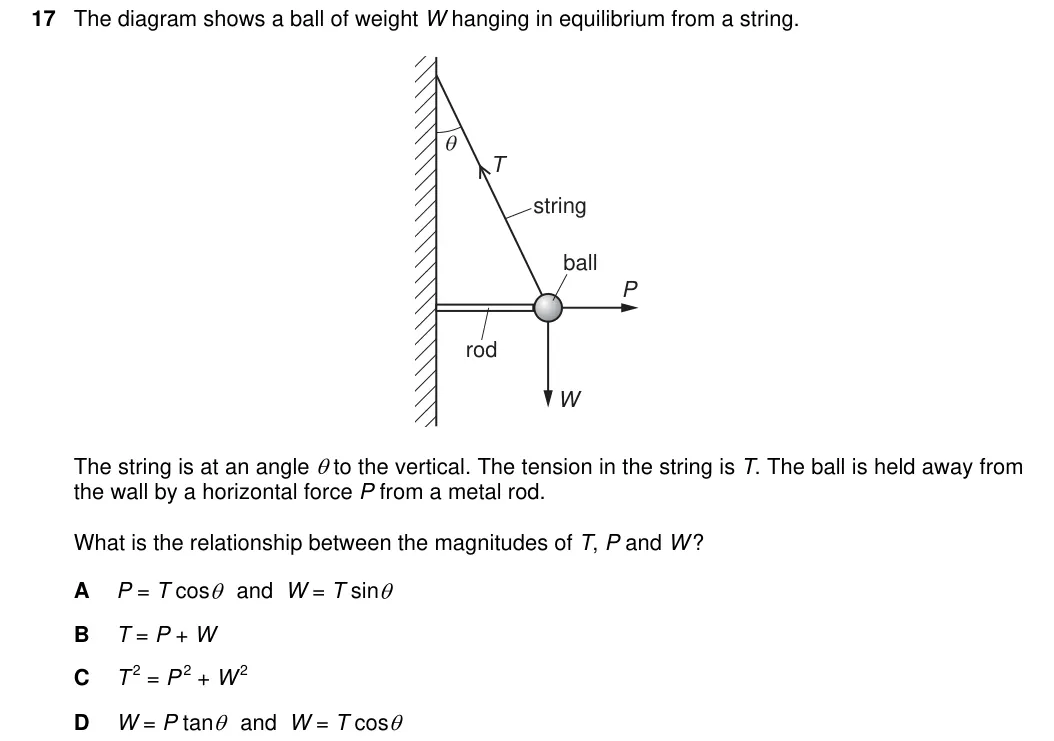 17 The diagram shows a ball of weight W hanging in equilibrium from a string.
θ
T
string
ball
P
rod
W
The string is at an angle θ to the vertical. The tension in the string is T. The ball is held away from
the wall by a horizontal force P from a metal rod.
What is the relationship between the magnitudes of T, P and W?
A P = T cosθ and W = T sinθ
B T = P + W
C T² = P² + W²
D W = P tanθ and W = T cosθ